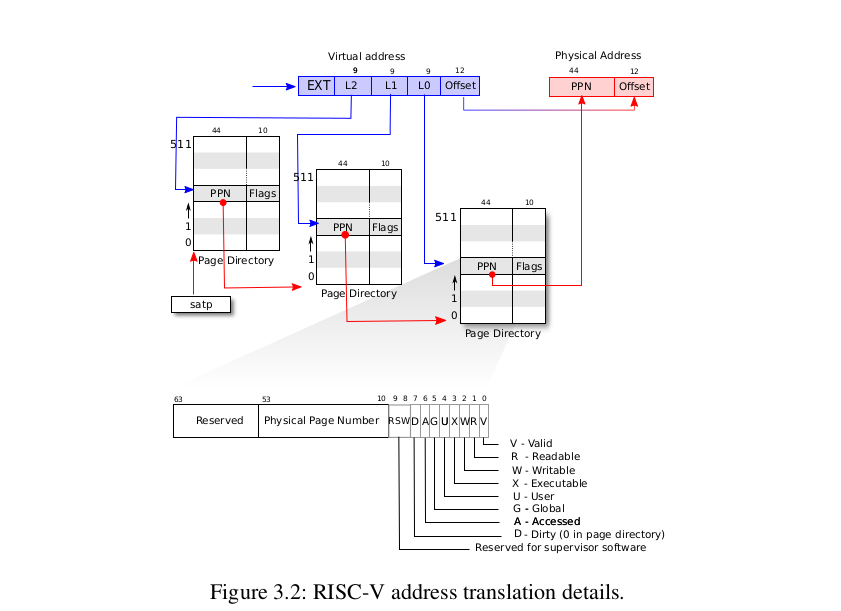 Virtual address
Physical Address
9 9 9 12
44 12
EXT L2 L1 L0 Offset
PPN Offset
44 10
511
PPN Flags
1
0
Page Directory
satp
44 10
511
PPN Flags
1
0
Page Directory
44 10
511
PPN Flags
1
0
Page Directory
63 53 10 9 8 7 6 5 4 3 2 1 0
Reserved Physical Page Number RSW D A G U X W R V
V - Valid
R - Readable
W - Writable
X - Executable
U - User
G - Global
A - Accessed
D - Dirty (0 in page directory)
Reserved for supervisor software
Figure 3.2: RISC-V address translation details.